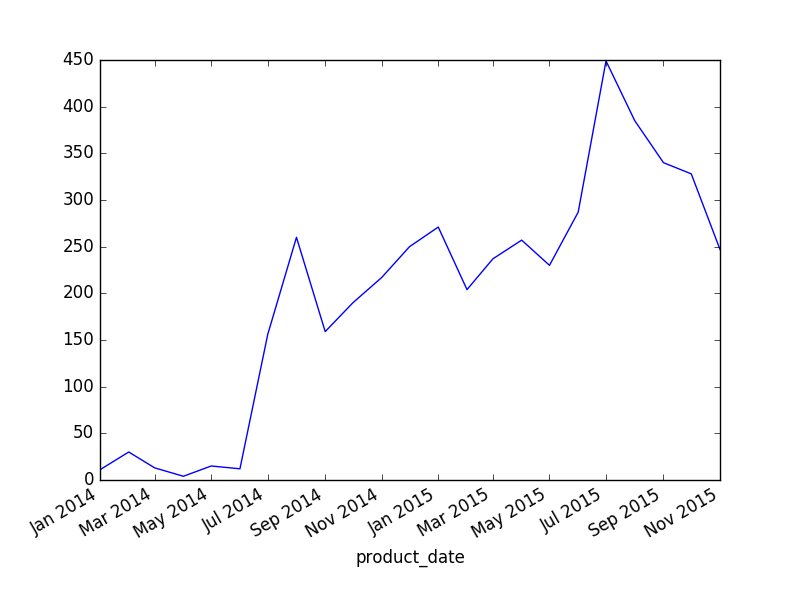 450
400
350
300
250
200
150
100
50
0
Jan 2014
Mar 2014
May 2014
Jul 2014
Sep 2014
Nov 2014
Jan 2015
Mar 2015
May 2015
Jul 2015
Sep 2015
Nov 2015
product_date